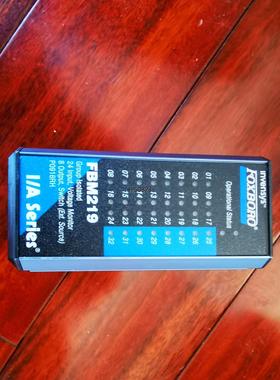 invensys
FOXBORO®
Operational Status
01 09 17 25
02 10 18 26
03 11 19 27
04 12 20 28
05 13 21 29
06 14 22 30
07 15 23 31
08 16 24 32
FBM219
Group Isolated
24 Input, Voltage Monitor
8 Output, Switch (Ext. Source)
P0916RH
I/A Series®